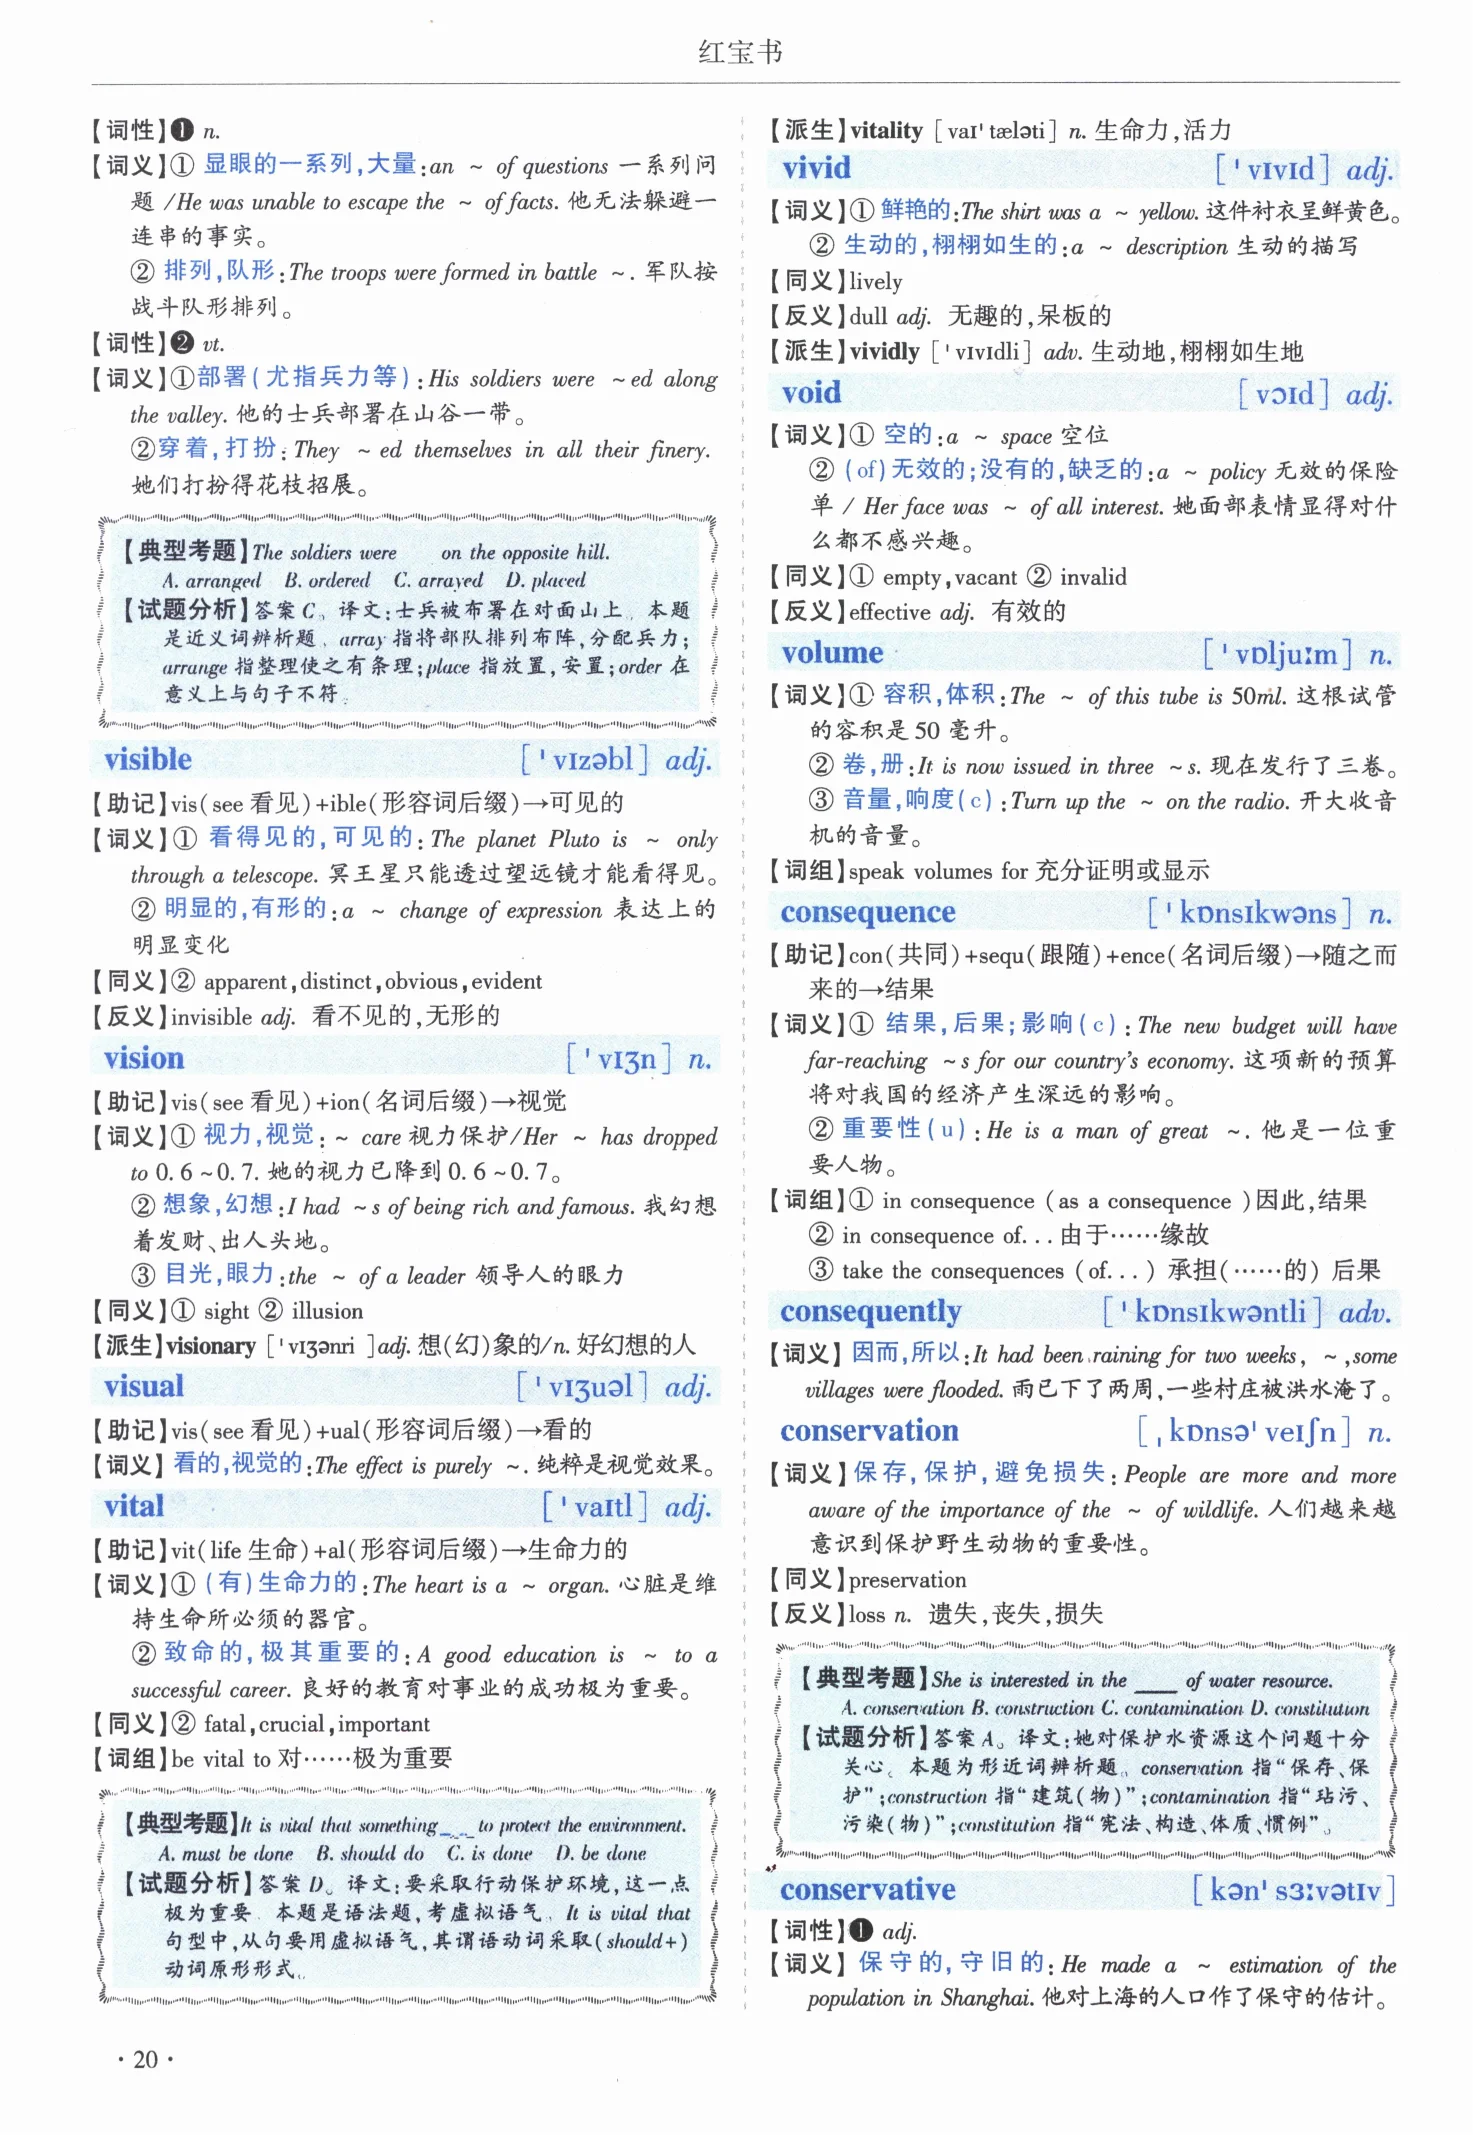 红宝书
【词性】❶ n.
【词义】① 显眼的一系列,大量:an ~ of questions 一系列问
题 /He was unable to escape the ~ of facts. 他无法躲避一
连串的事实。
② 排列,队形:The troops were formed in battle ~. 军队按
战斗队形排列。
【词性】❷ vt.
【词义】①部署(尤指兵力等):His soldiers were ~ed along
the valley. 他的士兵部署在山谷一带。
②穿着,打扮:They ~ed themselves in all their finery.
她们打扮得花枝招展。
【典型考题】The soldiers were on the opposite hill.
A. arranged B. ordered C. arrayed D. placed
【试题分析】答案 C。译文:士兵被布署在对面山上。本题
是近义词辨析题。array 指将部队排列布阵,分配兵力;
arrange 指整理使之有条理;place 指放置,安置;order 在
意义上与句子不符。
visible [ˈvɪzəbl] adj.
【助记】vis(see 看见)+ible(形容词后缀)→可见的
【词义】① 看得见的,可见的:The planet Pluto is ~ only
through a telescope. 冥王星只能透过望远镜才能看得见。
② 明显的,有形的:a ~ change of expression 表达上的
明显变化
【同义】② apparent,distinct,obvious,evident
【反义】invisible adj. 看不见的,无形的
vision [ˈvɪʒn] n.
【助记】vis(see 看见)+ion(名词后缀)→视觉
【词义】① 视力,视觉:~ care 视力保护/Her ~ has dropped
to 0.6~0.7. 她的视力已降到 0.6~0.7。
② 想象,幻想:I had ~s of being rich and famous. 我幻想
着发财、出人头地。
③ 目光,眼力:the ~ of a leader 领导人的眼力
【同义】① sight ② illusion
【派生】visionary [ˈvɪʒənri]adj. 想(幻)象的/n. 好幻想的人
visual [ˈvɪʒuəl] adj.
【助记】vis(see 看见)+ual(形容词后缀)→看的
【词义】看的,视觉的:The effect is purely ~. 纯粹是视觉效果。
vital [ˈvaɪtl] adj.
【助记】vit(life 生命)+al(形容词后缀)→生命力的
【词义】① (有)生命力的:The heart is a ~ organ. 心脏是维
持生命所必须的器官。
② 致命的,极其重要的:A good education is ~ to a
successful career. 良好的教育对事业的成功极为重要。
【同义】② fatal,crucial,important
【词组】be vital to 对……极为重要
【典型考题】It is vital that something____to protect the environment.
A. must be done B. should do C. is done D. be done
【试题分析】答案 D。译文:要采取行动保护环境,这一点
极为重要。本题是语法题,考虚拟语气。It is vital that
句型中,从句要用虚拟语气,其谓语动词采取(should+)
动词原形形式。
·20·
【派生】vitality [vaɪˈtæləti] n. 生命力,活力
vivid [ˈvɪvɪd] adj.
【词义】① 鲜艳的:The shirt was a ~ yellow. 这件衬衣呈鲜黄色。
② 生动的,栩栩如生的:a ~ description 生动的描写
【同义】lively
【反义】dull adj. 无趣的,呆板的
【派生】vividly [ˈvɪvɪdli] adv. 生动地,栩栩如生地
void [vɔɪd] adj.
【词义】① 空的:a ~ space 空位
② (of)无效的;没有的,缺乏的:a ~ policy 无效的保险
单 / Her face was ~ of all interest. 她面部表情显得对什
么都不感兴趣。
【同义】① empty,vacant ② invalid
【反义】effective adj. 有效的
volume [ˈvɒljuːm] n.
【词义】① 容积,体积:The ~ of this tube is 50ml. 这根试管
的容积是 50 毫升。
② 卷,册:It is now issued in three ~s. 现在发行了三卷。
③ 音量,响度(c):Turn up the ~ on the radio. 开大收音
机的音量。
【词组】speak volumes for 充分证明或显示
consequence [ˈkɒnsɪkwəns] n.
【助记】con(共同)+sequ(跟随)+ence(名词后缀)→随之而
来的→结果
【词义】① 结果,后果;影响(c):The new budget will have
far-reaching ~s for our country's economy. 这项新的预算
将对我国的经济产生深远的影响。
② 重要性(u):He is a man of great ~. 他是一位重
要人物。
【词组】① in consequence (as a consequence )因此,结果
② in consequence of... 由于……缘故
③ take the consequences (of...) 承担(……的) 后果
consequently [ˈkɒnsɪkwəntli] adv.
【词义】因而,所以:It had been raining for two weeks, ~,some
villages were flooded. 雨已下了两周,一些村庄被洪水淹了。
conservation [ˌkɒnsəˈveɪʃn] n.
【词义】保存,保护,避免损失:People are more and more
aware of the importance of the ~ of wildlife. 人们越来越
意识到保护野生动物的重要性。
【同义】preservation
【反义】loss n. 遗失,丧失,损失
【典型考题】She is interested in the ____ of water resource.
A. conservation B. construction C. contamination D. constitution
【试题分析】答案 A。译文:她对保护水资源这个问题十分
关心。本题为形近词辨析题。conservation 指“保存、保
护”;construction 指“建筑(物)”;contamination 指“玷污、
污染(物)”;constitution 指“宪法、构造、体质、惯例”。
conservative [kənˈsɜːvətɪv]
【词性】❶ adj.
【词义】保守的,守旧的:He made a ~ estimation of the
population in Shanghai. 他对上海的人口作了保守的估计。